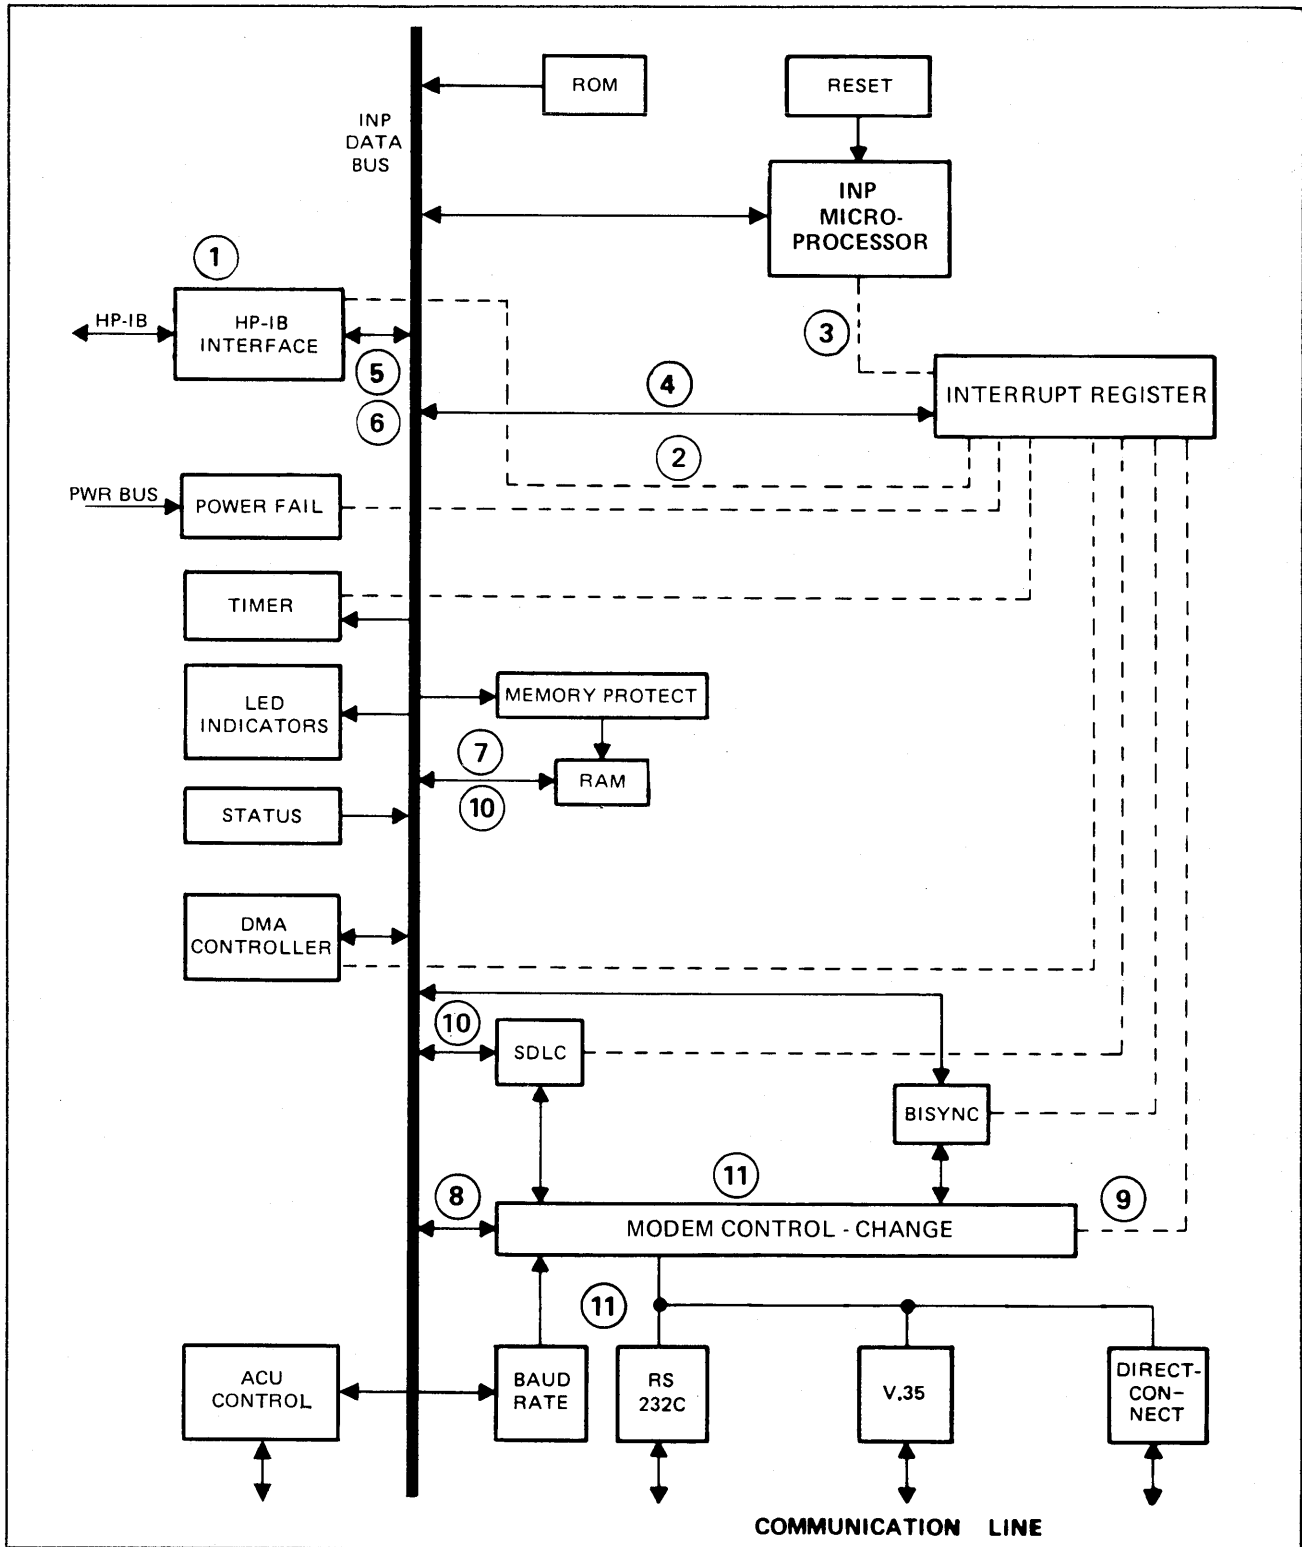 ROM
RESET
INP
DATA
BUS
INP
MICRO-
PROCESSOR
1
HP-IB
HP-IB
INTERFACE
3
5
4
INTERRUPT REGISTER
6
2
PWR BUS
POWER FAIL
TIMER
LED
INDICATORS
MEMORY PROTECT
7
RAM
STATUS
10
DMA
CONTROLLER
10
SDLC
BISYNC
11
8
9
MODEM CONTROL - CHANGE
11
ACU
CONTROL
BAUD
RATE
RS
232C
V.35
DIRECT-
CON-
NECT
COMMUNICATION LINE